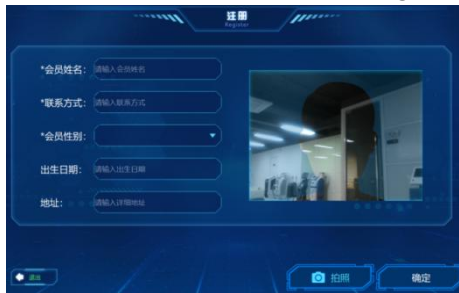 注册
Register
*会员姓名：
请输入会员姓名
*联系方式：
请输入联系方式
*会员性别：
出生日期：
请输入出生日期
地址：
请输入详细地址
退出
拍照
确定